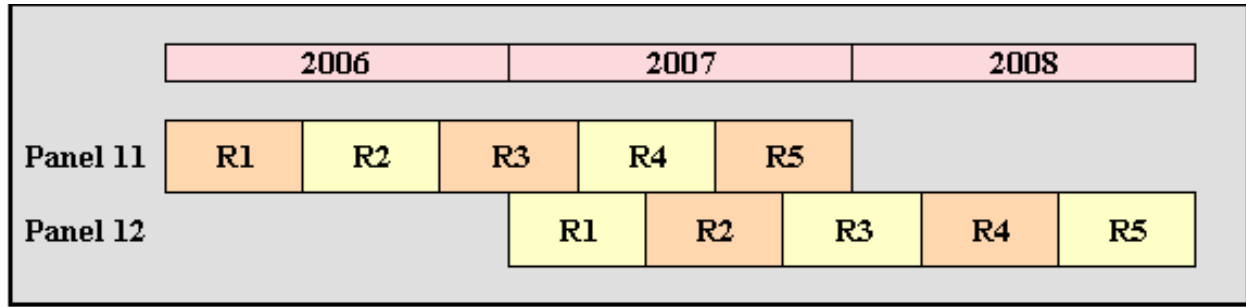 2006 2007 2008
Panel 11 R1 R2 R3 R4 R5
Panel 12 R1 R2 R3 R4 R5